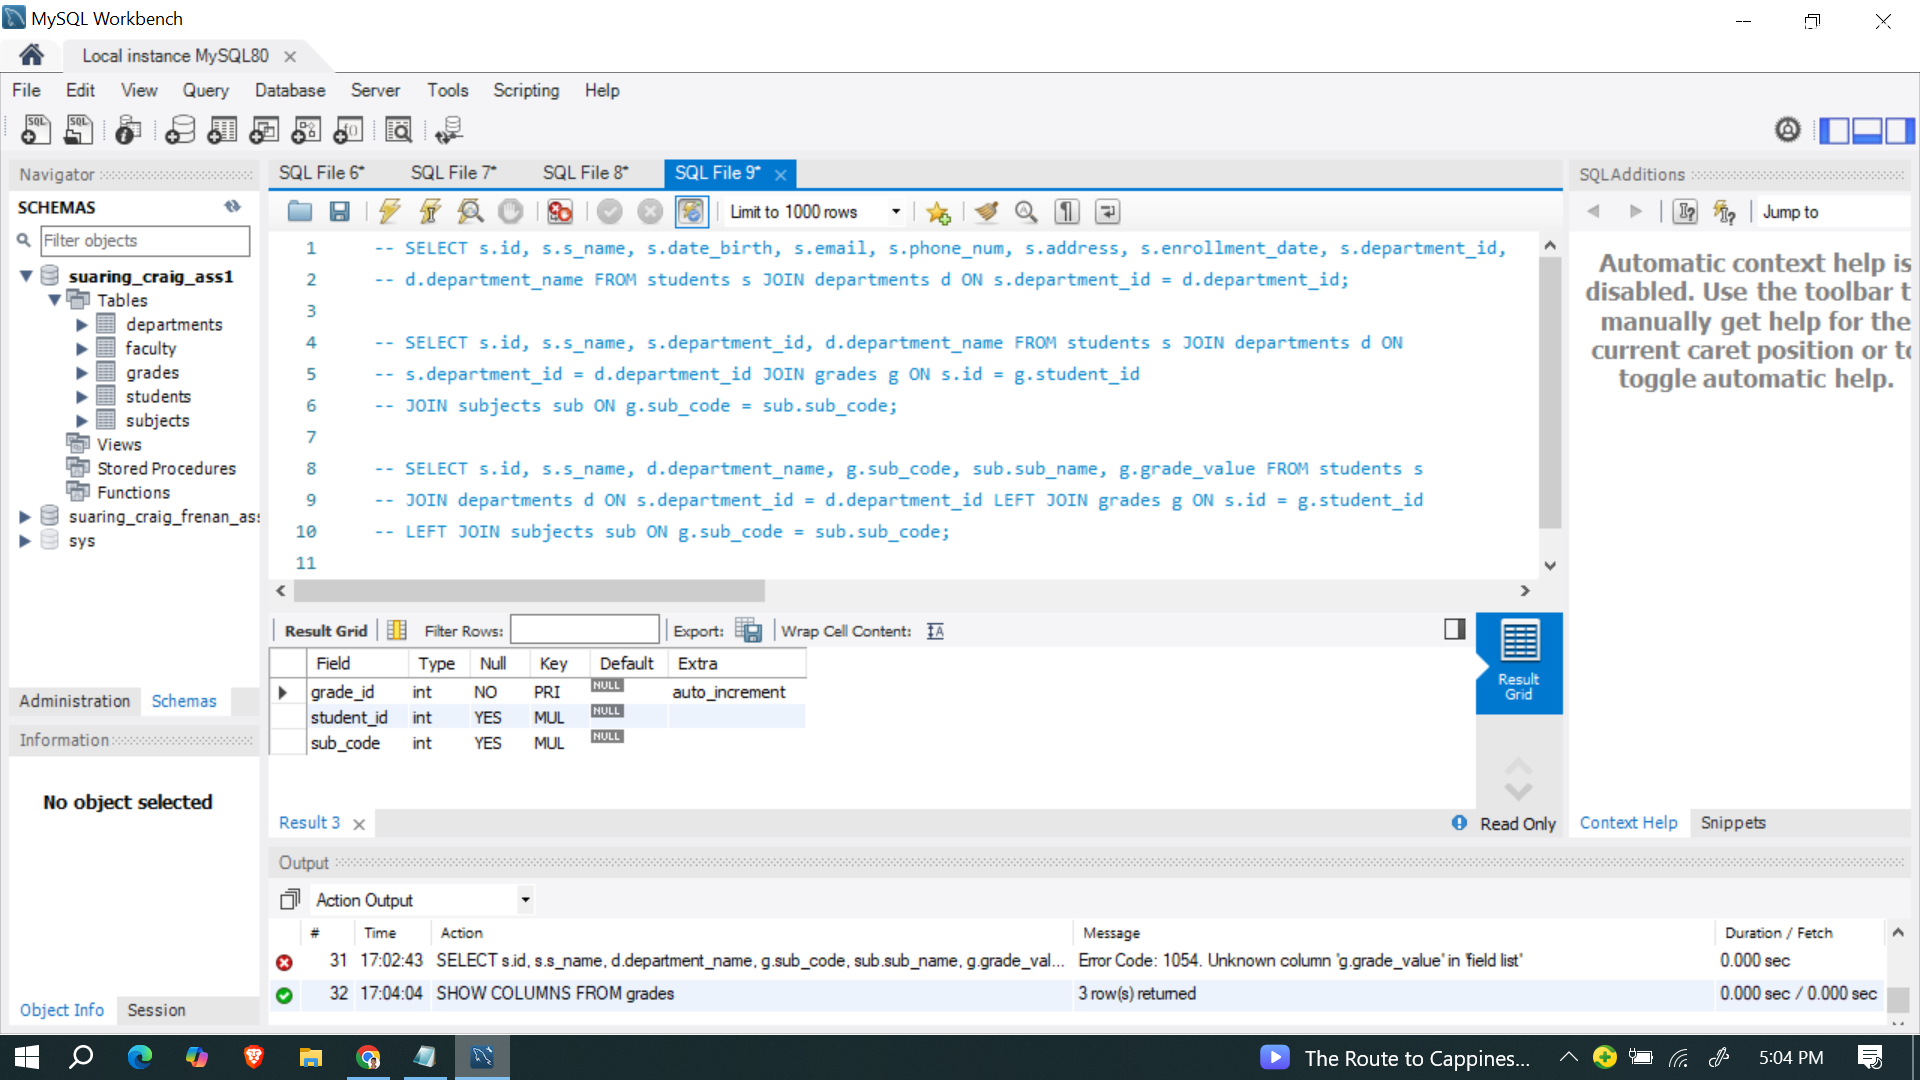 MySQL Workbench
Local instance MySQL80
File Edit View Query Database Server Tools Scripting Help
Navigator
SCHEMAS
Filter objects
suaring_craig_ass1
Tables
departments
faculty
grades
students
subjects
Views
Stored Procedures
Functions
suaring_craig_frenan_ass
sys
Administration Schemas
Information
No object selected
Object Info Session
SQL File 6* SQL File 7* SQL File 8* SQL File 9*
Limit to 1000 rows
1 -- SELECT s.id, s.s_name, s.date_birth, s.email, s.phone_num, s.address, s.enrollment_date, s.department_id,
2 -- d.department_name FROM students s JOIN departments d ON s.department_id = d.department_id;
3
4 -- SELECT s.id, s.s_name, s.department_id, d.department_name FROM students s JOIN departments d ON
5 -- s.department_id = d.department_id JOIN grades g ON s.id = g.student_id
6 -- JOIN subjects sub ON g.sub_code = sub.sub_code;
7
8 -- SELECT s.id, s.s_name, d.department_name, g.sub_code, sub.sub_name, g.grade_value FROM students s
9 -- JOIN departments d ON s.department_id = d.department_id LEFT JOIN grades g ON s.id = g.student_id
10 -- LEFT JOIN subjects sub ON g.sub_code = sub.sub_code;
11
Result Grid Filter Rows: Export: Wrap Cell Content:
Field Type Null Key Default Extra
grade_id int NO PRI NULL auto_increment
student_id int YES MUL NULL
sub_code int YES MUL NULL
Result Grid
Result 3
Read Only
SQLAdditions
Jump to
Automatic context help is
disabled. Use the toolbar t
manually get help for the
current caret position or to
toggle automatic help.
Context Help Snippets
Output
Action Output
# Time Action Message Duration / Fetch
31 17:02:43 SELECT s.id, s.s_name, d.department_name, g.sub_code, sub.sub_name, g.grade_val... Error Code: 1054. Unknown column 'g.grade_value' in 'field list' 0.000 sec
32 17:04:04 SHOW COLUMNS FROM grades 3 row(s) returned 0.000 sec / 0.000 sec
The Route to Cappines...
5:04 PM